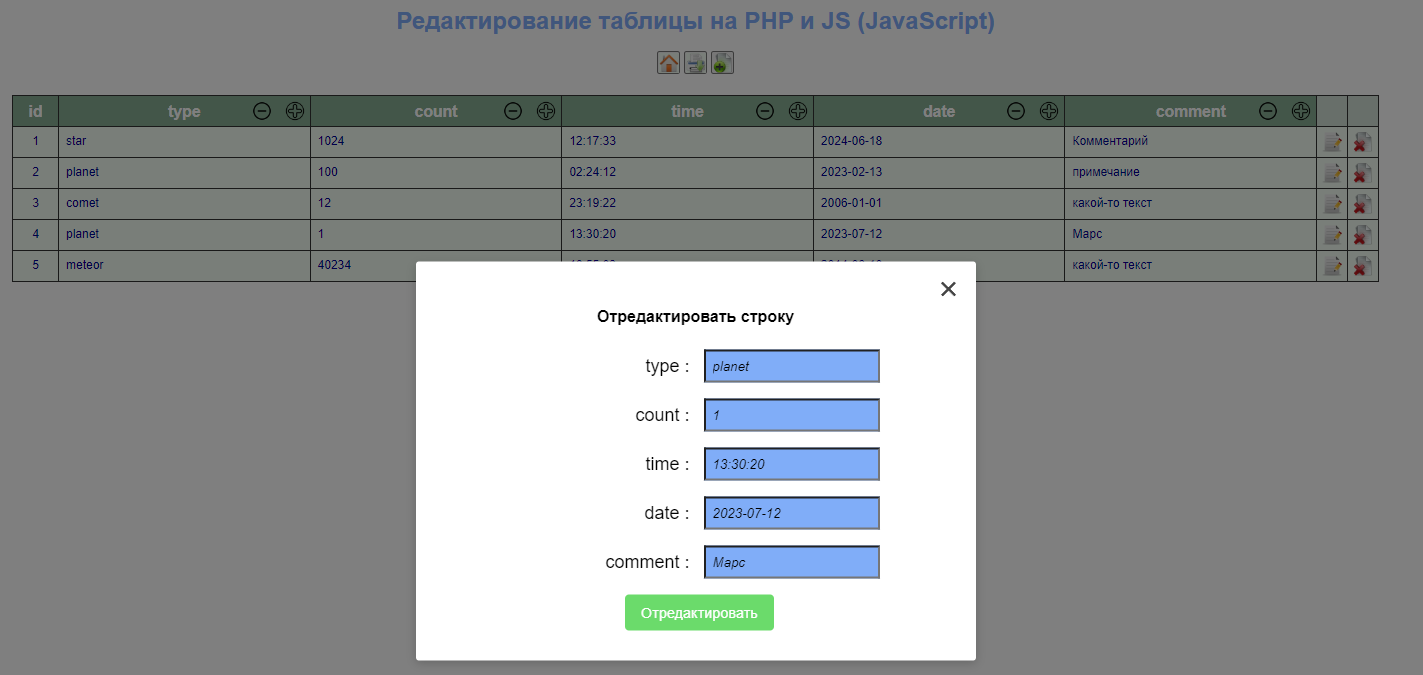 Редактирование таблицы на PHP и JS (JavaScript)
id type count time date comment
1 star 1024 12:17:33 2024-06-18 Комментарий
2 planet 100 02:24:12 2023-02-13 примечание
3 comet 12 23:19:22 2006-01-01 какой-то текст
4 planet 1 13:30:20 2023-07-12 Марс
5 meteor 40234 какой-то текст
Отредактировать строку
type : planet
count : 1
time : 13:30:20
date : 2023-07-12
comment : Марс
Отредактировать